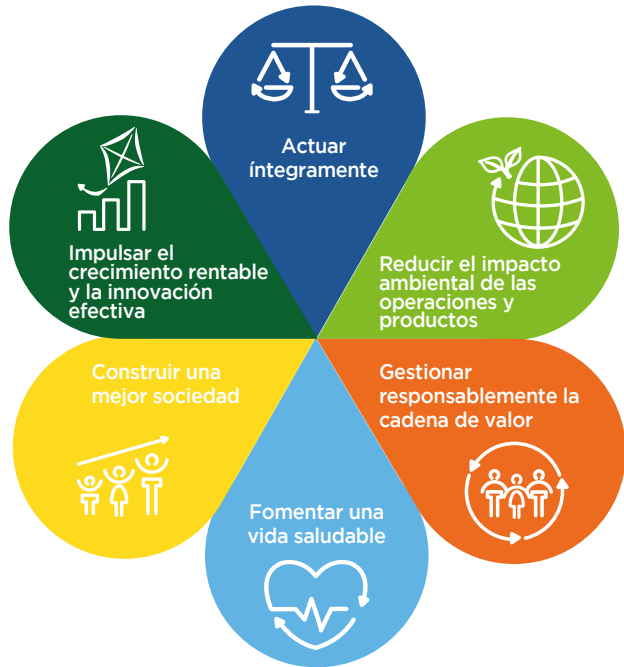 Actuar
íntegramente
Impulsar el
crecimiento rentable
y la innovación
efectiva
Reducir el impacto
ambiental de las
operaciones y
productos
Construir una
mejor sociedad
Gestionar
responsablemente la
cadena de valor
Fomentar una
vida saludable